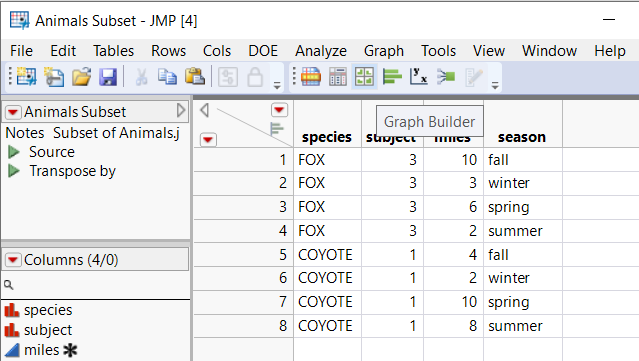 Animals Subset - JMP [4]
File Edit Tables Rows Cols DOE Analyze Graph Tools View Window Help
Animals Subset
Notes Subset of Animals.j
Source
Transpose by
Columns (4/0)
species
subject
miles
Graph Builder
species subject miles season
1 FOX 3 10 fall
2 FOX 3 3 winter
3 FOX 3 6 spring
4 FOX 3 2 summer
5 COYOTE 1 4 fall
6 COYOTE 1 2 winter
7 COYOTE 1 10 spring
8 COYOTE 1 8 summer